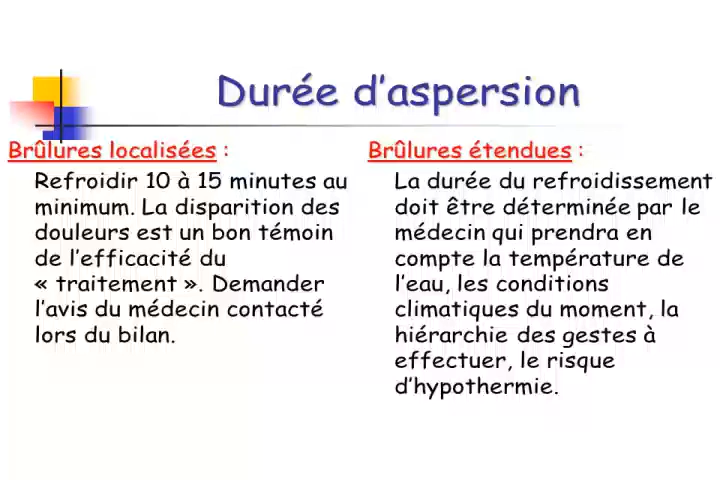 Durée d’aspersion
Brûlures localisées :
Refroidir 10 à 15 minutes au
minimum. La disparition des
douleurs est un bon témoin
de l’efficacité du
« traitement ». Demander
l’avis du médecin contacté
lors du bilan.
Brûlures étendues :
La durée du refroidissement
doit être déterminée par le
médecin qui prendra en
compte la température de
l’eau, les conditions
climatiques du moment, la
hiérarchie des gestes à
effectuer, le risque
d’hypothermie.